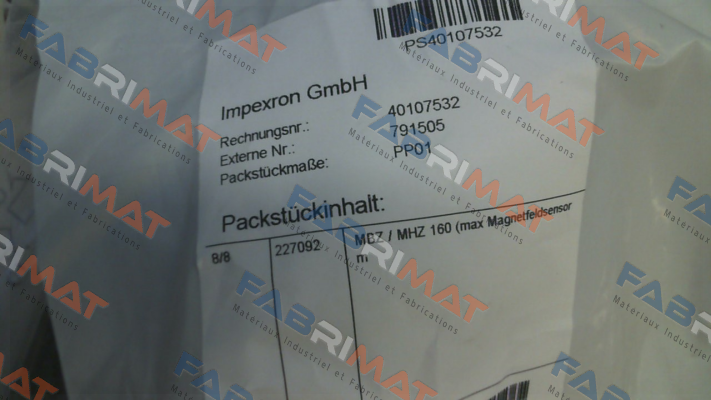 PS40107532
Impexron GmbH
Rechnungsnr.: 40107532
Externe Nr.: 791505
Packstückmaße: PP01
Packstückinhalt:
8/8 227092 MBZ / MHZ 160 (max Magnetfeldsensor
m
FABRIMAT
Materiaux Industriel et Fabrications